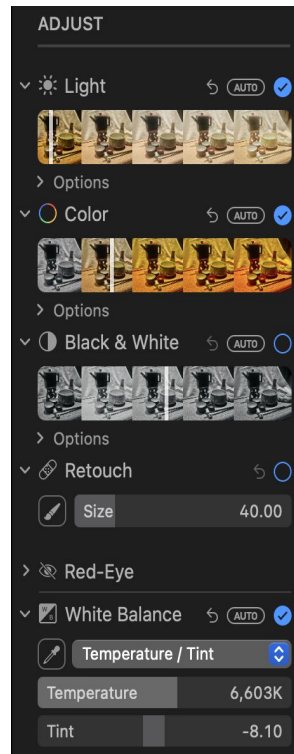 ADJUST
Light AUTO
Options
Color AUTO
Options
Black & White AUTO
Options
Retouch
Size 40.00
Red-Eye
W B White Balance AUTO
Temperature / Tint
Temperature 6,603K
Tint -8.10